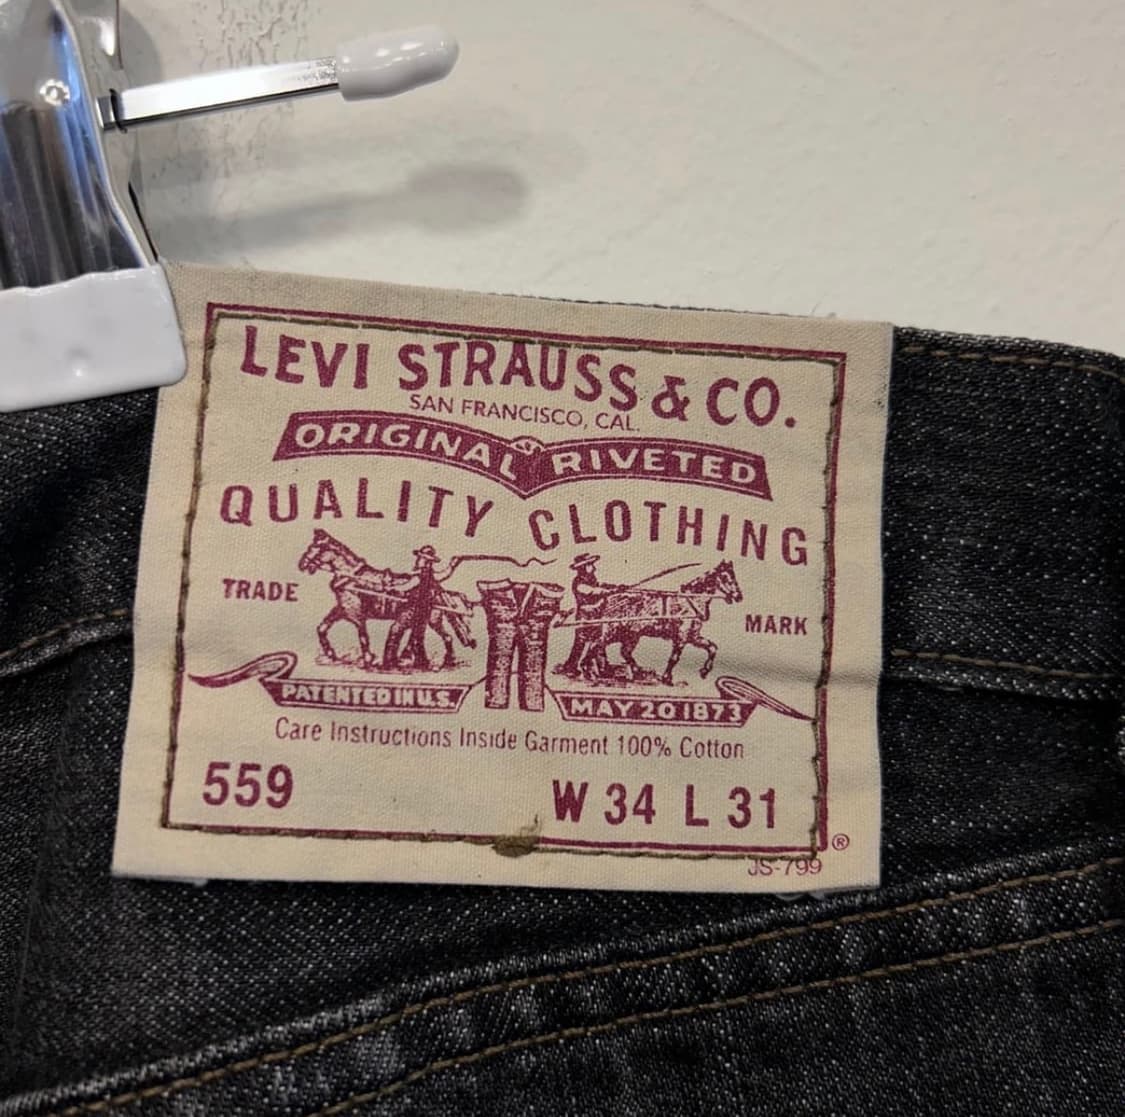 LEVI STRAUSS & CO.
SAN FRANCISCO, CAL.
ORIGINAL RIVETED
QUALITY CLOTHING
TRADE MARK
PATENTED IN U.S. MAY 20 1873
Care Instructions Inside Garment 100% Cotton
559 W 34 L 31
®
JS-799